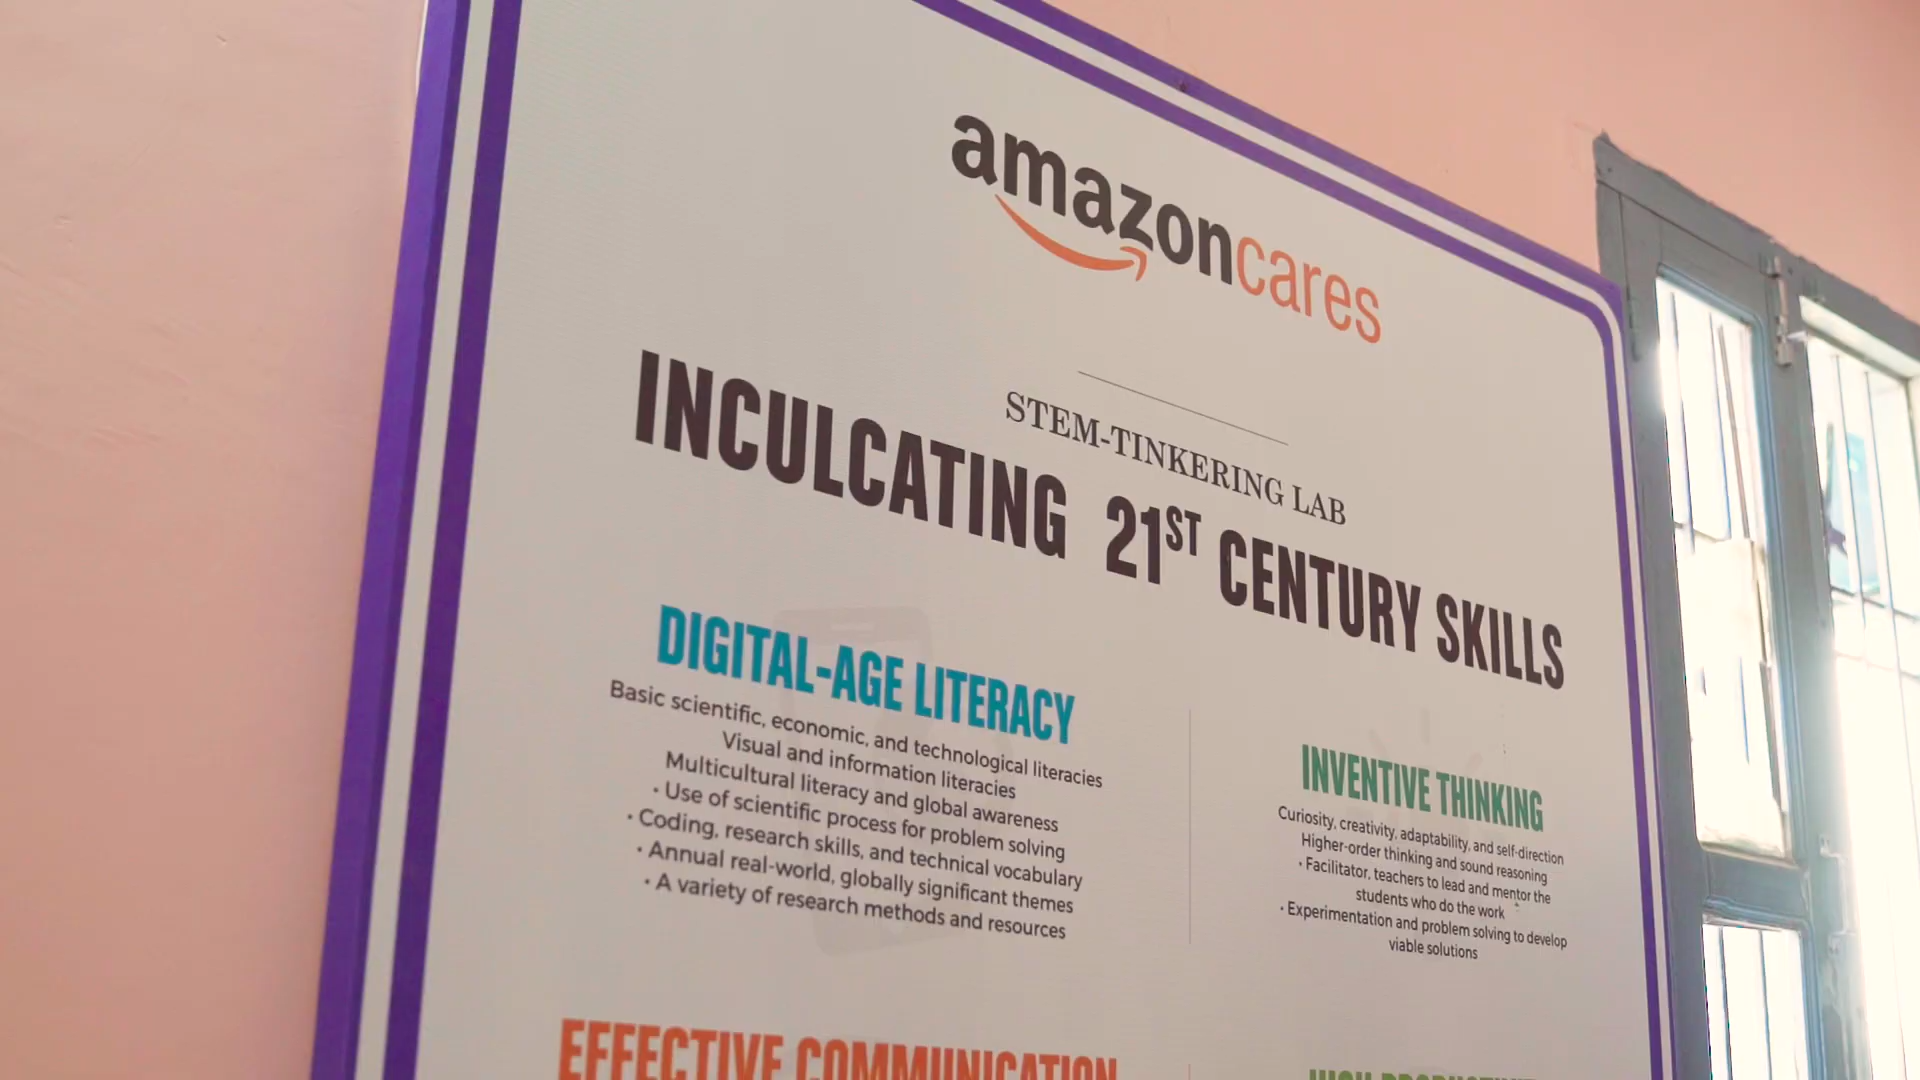 amazoncares
STEM-TINKERING LAB
INCULCATING 21ST CENTURY SKILLS
DIGITAL-AGE LITERACY
Basic scientific, economic, and technological literacies
Visual and information literacies
Multicultural literacy and global awareness
• Use of scientific process for problem solving
• Coding, research skills, and technical vocabulary
• Annual real-world, globally significant themes
• A variety of research methods and resources
INVENTIVE THINKING
Curiosity, creativity, adaptability, and self-direction
Higher-order thinking and sound reasoning
• Facilitator, teachers to lead and mentor the
students who do the work
• Experimentation and problem solving to develop
viable solutions
EFFECTIVE COMMUNICATION